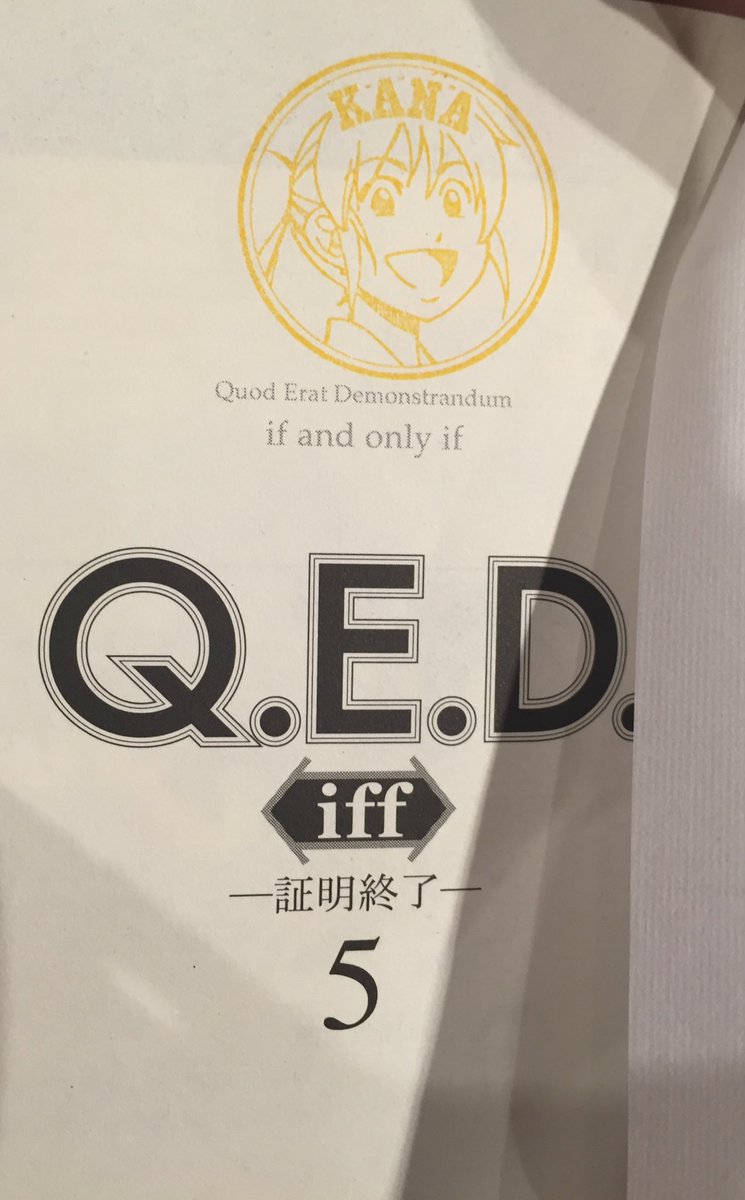 KANA
Quod Erat Demonstrandum
if and only if
Q.E.D.
iff
―証明終了―
5